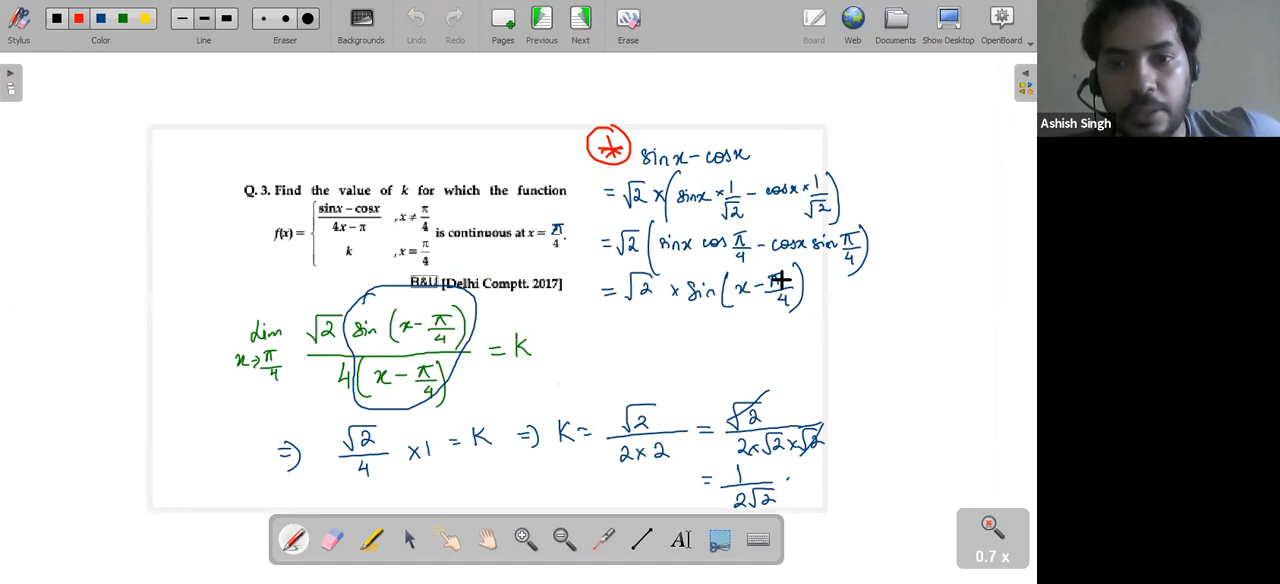 Stylus
Color
Line
Eraser
Backgrounds
Undo
Redo
Pages
Previous
Next
Erase
Board
Web
Documents
Show Desktop
OpenBoard
Ashish Singh
Q. 3. Find the value of k for which the function
f(x) = { (sinx – cosx)/(4x – π) , x ≠ π/4
k , x = π/4
is continuous at x = π/4.
R&U [Delhi Comptt. 2017]
sinx – cosx
= √2 × (sinx × 1/√2 – cosx × 1/√2)
= √2 (sinx cos π/4 – cosx sin π/4)
= √2 × sin (x – π/4)
lim x→π/4 √2 sin (x – π/4) / 4 (x – π/4) = K
⇒ √2/4 ×1 = K ⇒ K = √2/(2×2) = √2/(2×√2×√2)
= 1/(2√2).
0.7 x